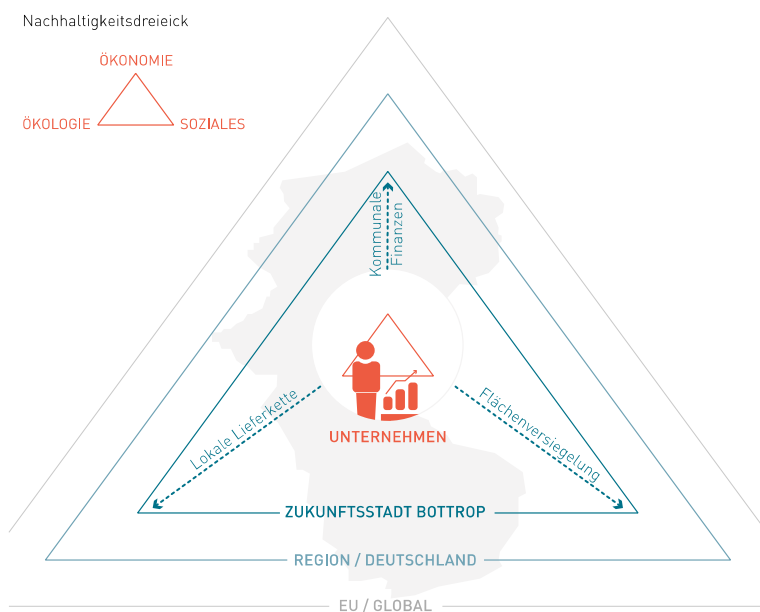 Nachhaltigkeitsdreieick
ÖKONOMIE
ÖKOLOGIE
SOZIALES
Kommunale
Finanzen
Lokale Lieferkette
Flächenversiegelung
UNTERNEHMEN
ZUKUNFTSSTADT BOTTROP
REGION / DEUTSCHLAND
EU / GLOBAL